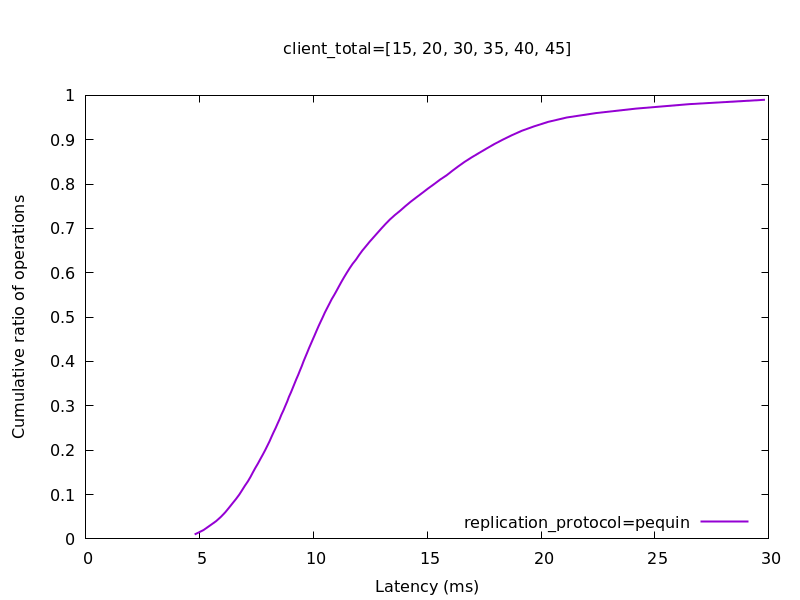 client_total=[15, 20, 30, 35, 40, 45]
1
0.9
0.8
0.7
0.6
0.5
0.4
0.3
0.2
0.1
0
Cumulative ratio of operations
replication_protocol=pequin
0 5 10 15 20 25 30
Latency (ms)